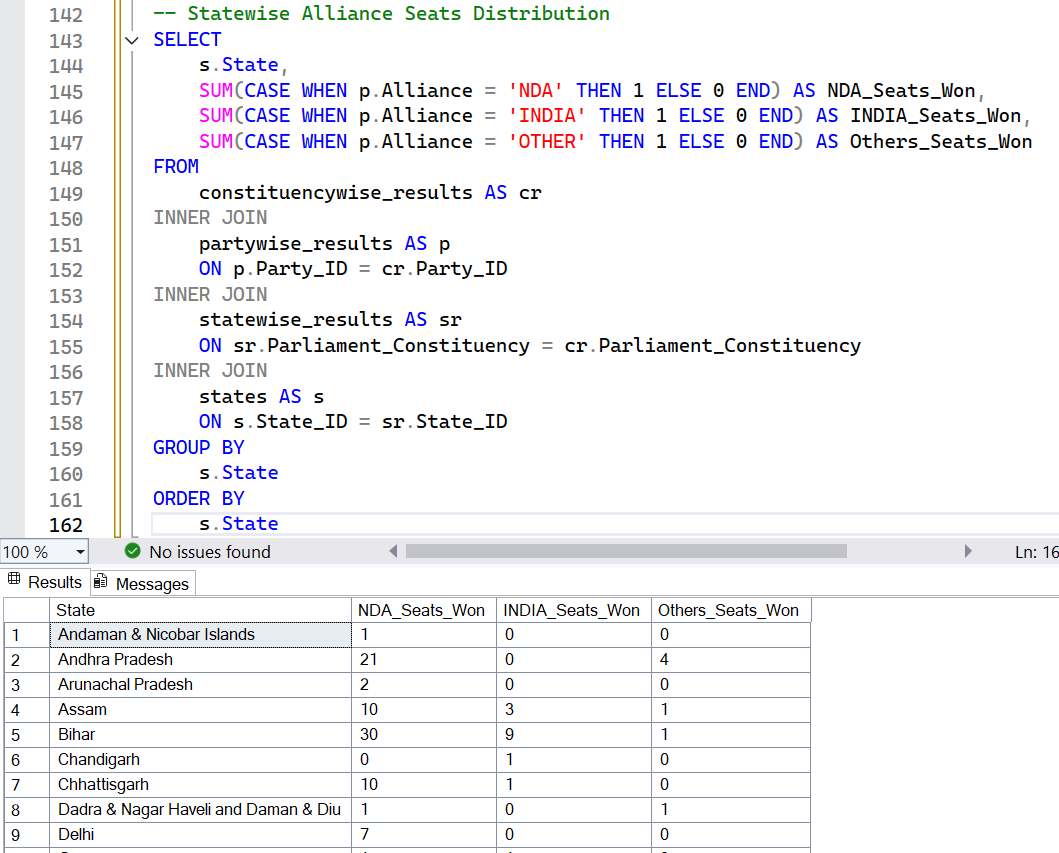 142 -- Statewise Alliance Seats Distribution
143 SELECT
144 s.State,
145 SUM(CASE WHEN p.Alliance = 'NDA' THEN 1 ELSE 0 END) AS NDA_Seats_Won,
146 SUM(CASE WHEN p.Alliance = 'INDIA' THEN 1 ELSE 0 END) AS INDIA_Seats_Won,
147 SUM(CASE WHEN p.Alliance = 'OTHER' THEN 1 ELSE 0 END) AS Others_Seats_Won
148 FROM
149 constituencywise_results AS cr
150 INNER JOIN
151 partywise_results AS p
152 ON p.Party_ID = cr.Party_ID
153 INNER JOIN
154 statewise_results AS sr
155 ON sr.Parliament_Constituency = cr.Parliament_Constituency
156 INNER JOIN
157 states AS s
158 ON s.State_ID = sr.State_ID
159 GROUP BY
160 s.State
161 ORDER BY
162 s.State
100 % No issues found Ln: 16
Results Messages
State NDA_Seats_Won INDIA_Seats_Won Others_Seats_Won
1 Andaman & Nicobar Islands 1 0 0
2 Andhra Pradesh 21 0 4
3 Arunachal Pradesh 2 0 0
4 Assam 10 3 1
5 Bihar 30 9 1
6 Chandigarh 0 1 0
7 Chhattisgarh 10 1 0
8 Dadra & Nagar Haveli and Daman & Diu 1 0 1
9 Delhi 7 0 0